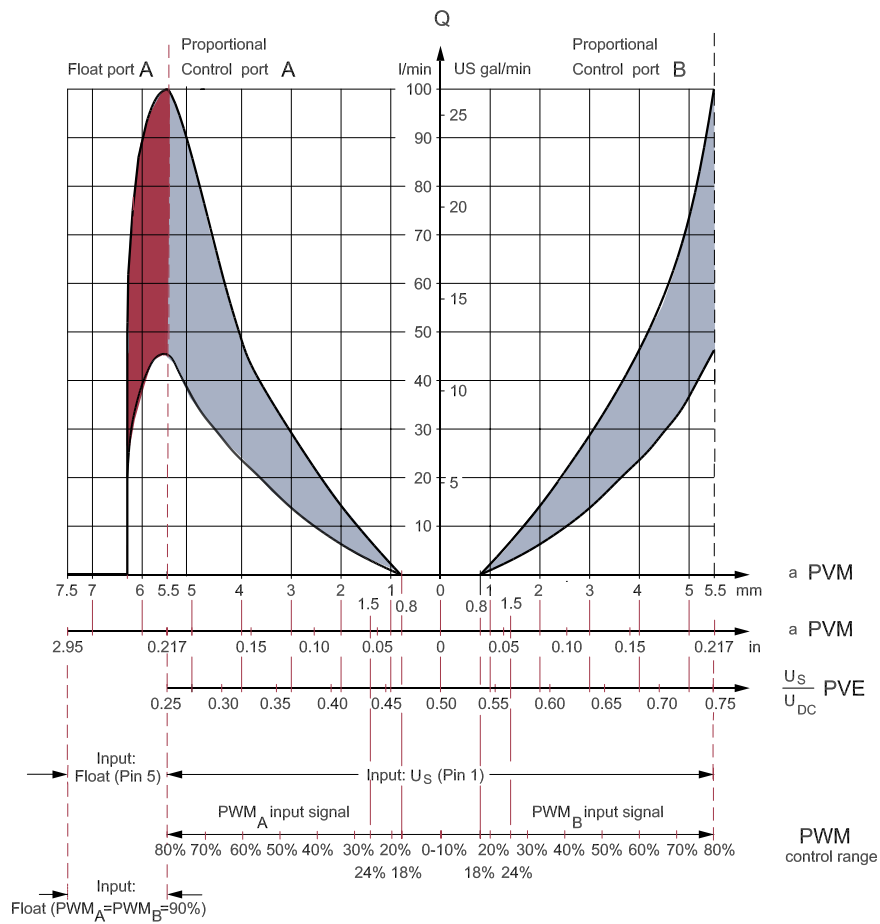 Q
Float port A
Proportional
Control port A
l/min
US gal/min
Proportional
Control port B
100
90
80
70
60
50
40
30
20
10
25
20
15
10
5
7.5 7 6 5.5 5 4 3 2 1 0 1 2 3 4 5 5.5 mm
1.5 0.8 0.8 1.5
a PVM
2.95 0.217 0.15 0.10 0.05 0 0.05 0.10 0.15 0.217 in
a PVM
0.25 0.30 0.35 0.40 0.45 0.50 0.55 0.60 0.65 0.70 0.75
U S
U DC
PVE
Input:
Float (Pin 5)
Input: U S (Pin 1)
PWM A input signal
PWM B input signal
80% 70% 60% 50% 40% 30% 20% 0-10% 20% 30% 40% 50% 60% 70% 80%
24% 18% 18% 24%
PWM
control range
Input:
Float (PWM A =PWM B =90%)